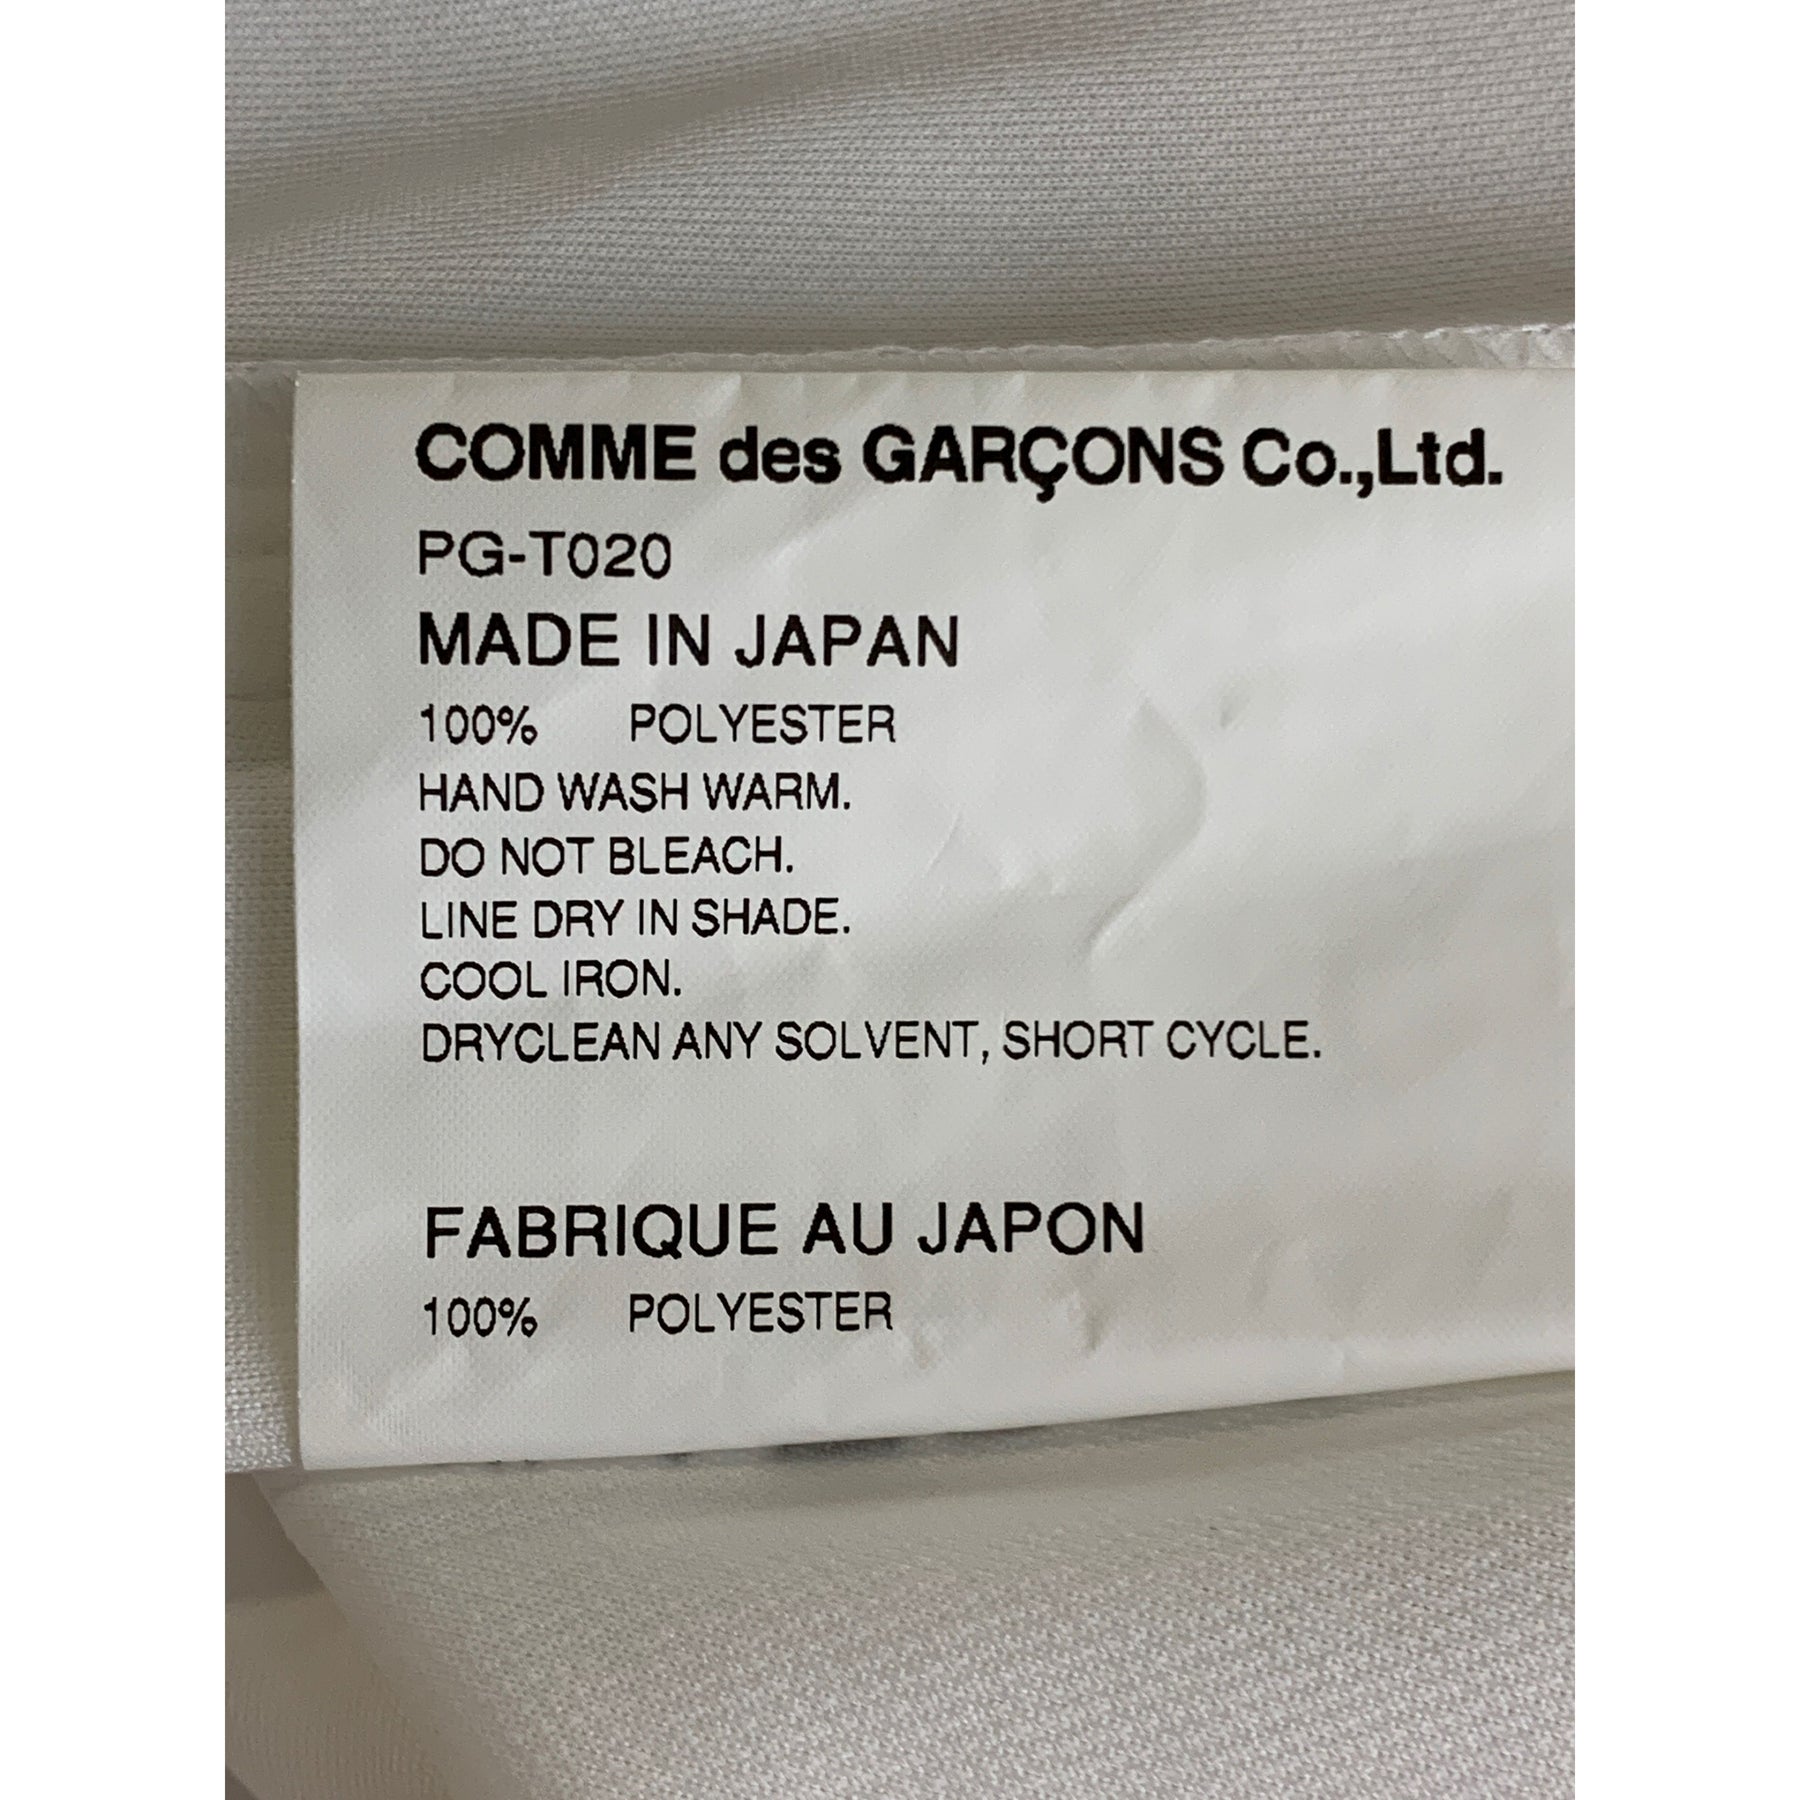 COMME des GARÇONS Co.,Ltd.
PG-T020
MADE IN JAPAN
100% POLYESTER
HAND WASH WARM.
DO NOT BLEACH.
LINE DRY IN SHADE.
COOL IRON.
DRYCLEAN ANY SOLVENT, SHORT CYCLE.
FABRIQUE AU JAPON
100% POLYESTER